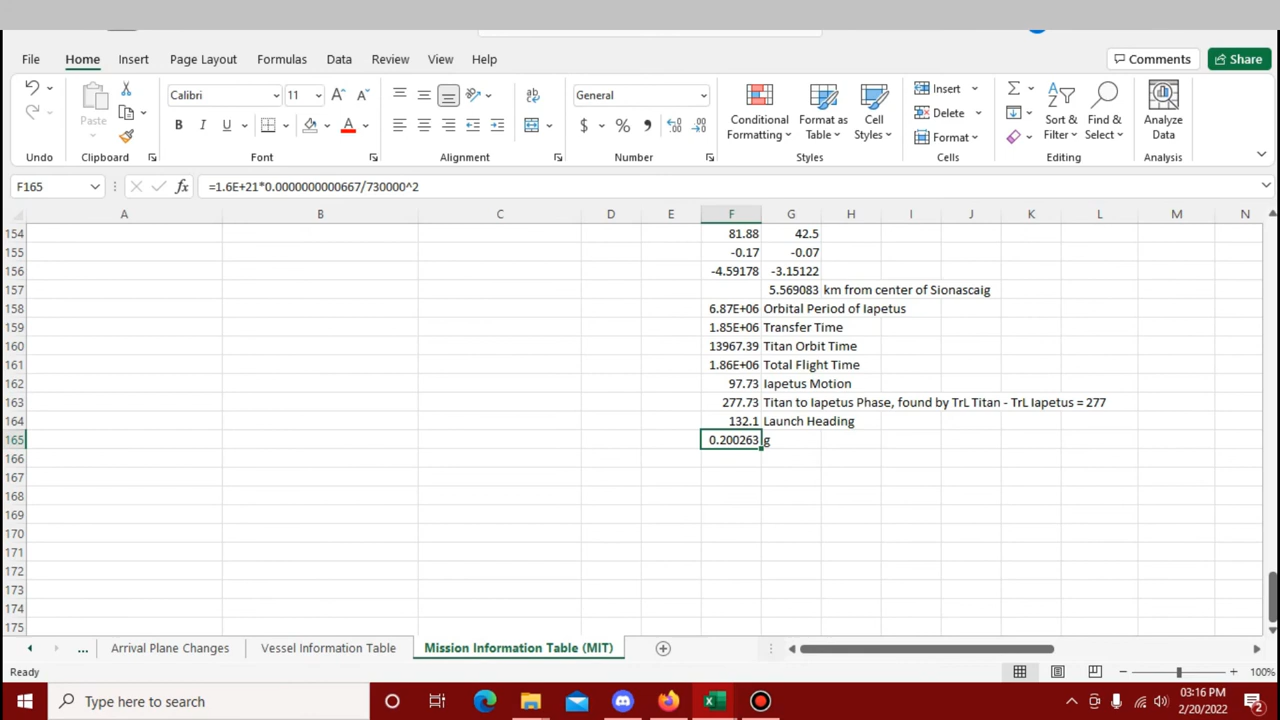 File Home Insert Page Layout Formulas Data Review View Help Comments Share
Calibri 11 General
Paste B I U $ % Conditional Formatting Format as Table Cell Styles Insert Delete Format Sort & Filter Find & Select Analyze Data
Undo Clipboard Font Alignment Number Styles Cells Editing Analysis
F165 fx =1.6E+21*0.0000000000667/730000^2
A B C D E F G H I J K L M N
154 81.88 42.5
155 -0.17 -0.07
156 -4.59178 -3.15122
157 5.569083 km from center of Sionascaig
158 6.87E+06 Orbital Period of Iapetus
159 1.85E+06 Transfer Time
160 13967.39 Titan Orbit Time
161 1.86E+06 Total Flight Time
162 97.73 Iapetus Motion
163 277.73 Titan to Iapetus Phase, found by TrL Titan - TrL Iapetus = 277
164 132.1 Launch Heading
165 0.200263 g
166
167
168
169
170
171
172
173
174
175
... Arrival Plane Changes Vessel Information Table Mission Information Table (MIT)
Ready 100%
Type here to search 03:16 PM
2/20/2022 2